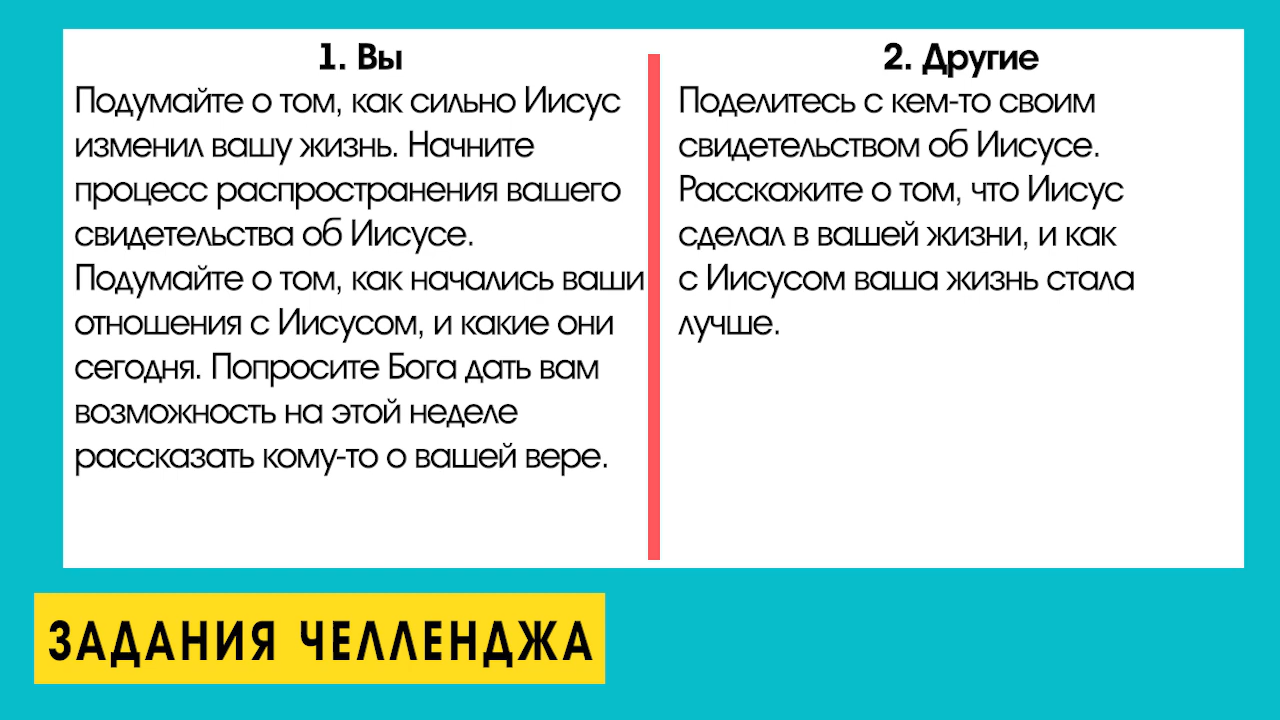 1. Вы
Подумайте о том, как сильно Иисус
изменил вашу жизнь. Начните
процесс распространения вашего
свидетельства об Иисусе.
Подумайте о том, как начались ваши
отношения с Иисусом, и какие они
сегодня. Попросите Бога дать вам
возможность на этой неделе
рассказать кому-то о вашей вере.
2. Другие
Поделитесь с кем-то своим
свидетельством об Иисусе.
Расскажите о том, что Иисус
сделал в вашей жизни, и как
с Иисусом ваша жизнь стала
лучше.
ЗАДАНИЯ ЧЕЛЛЕНДЖА